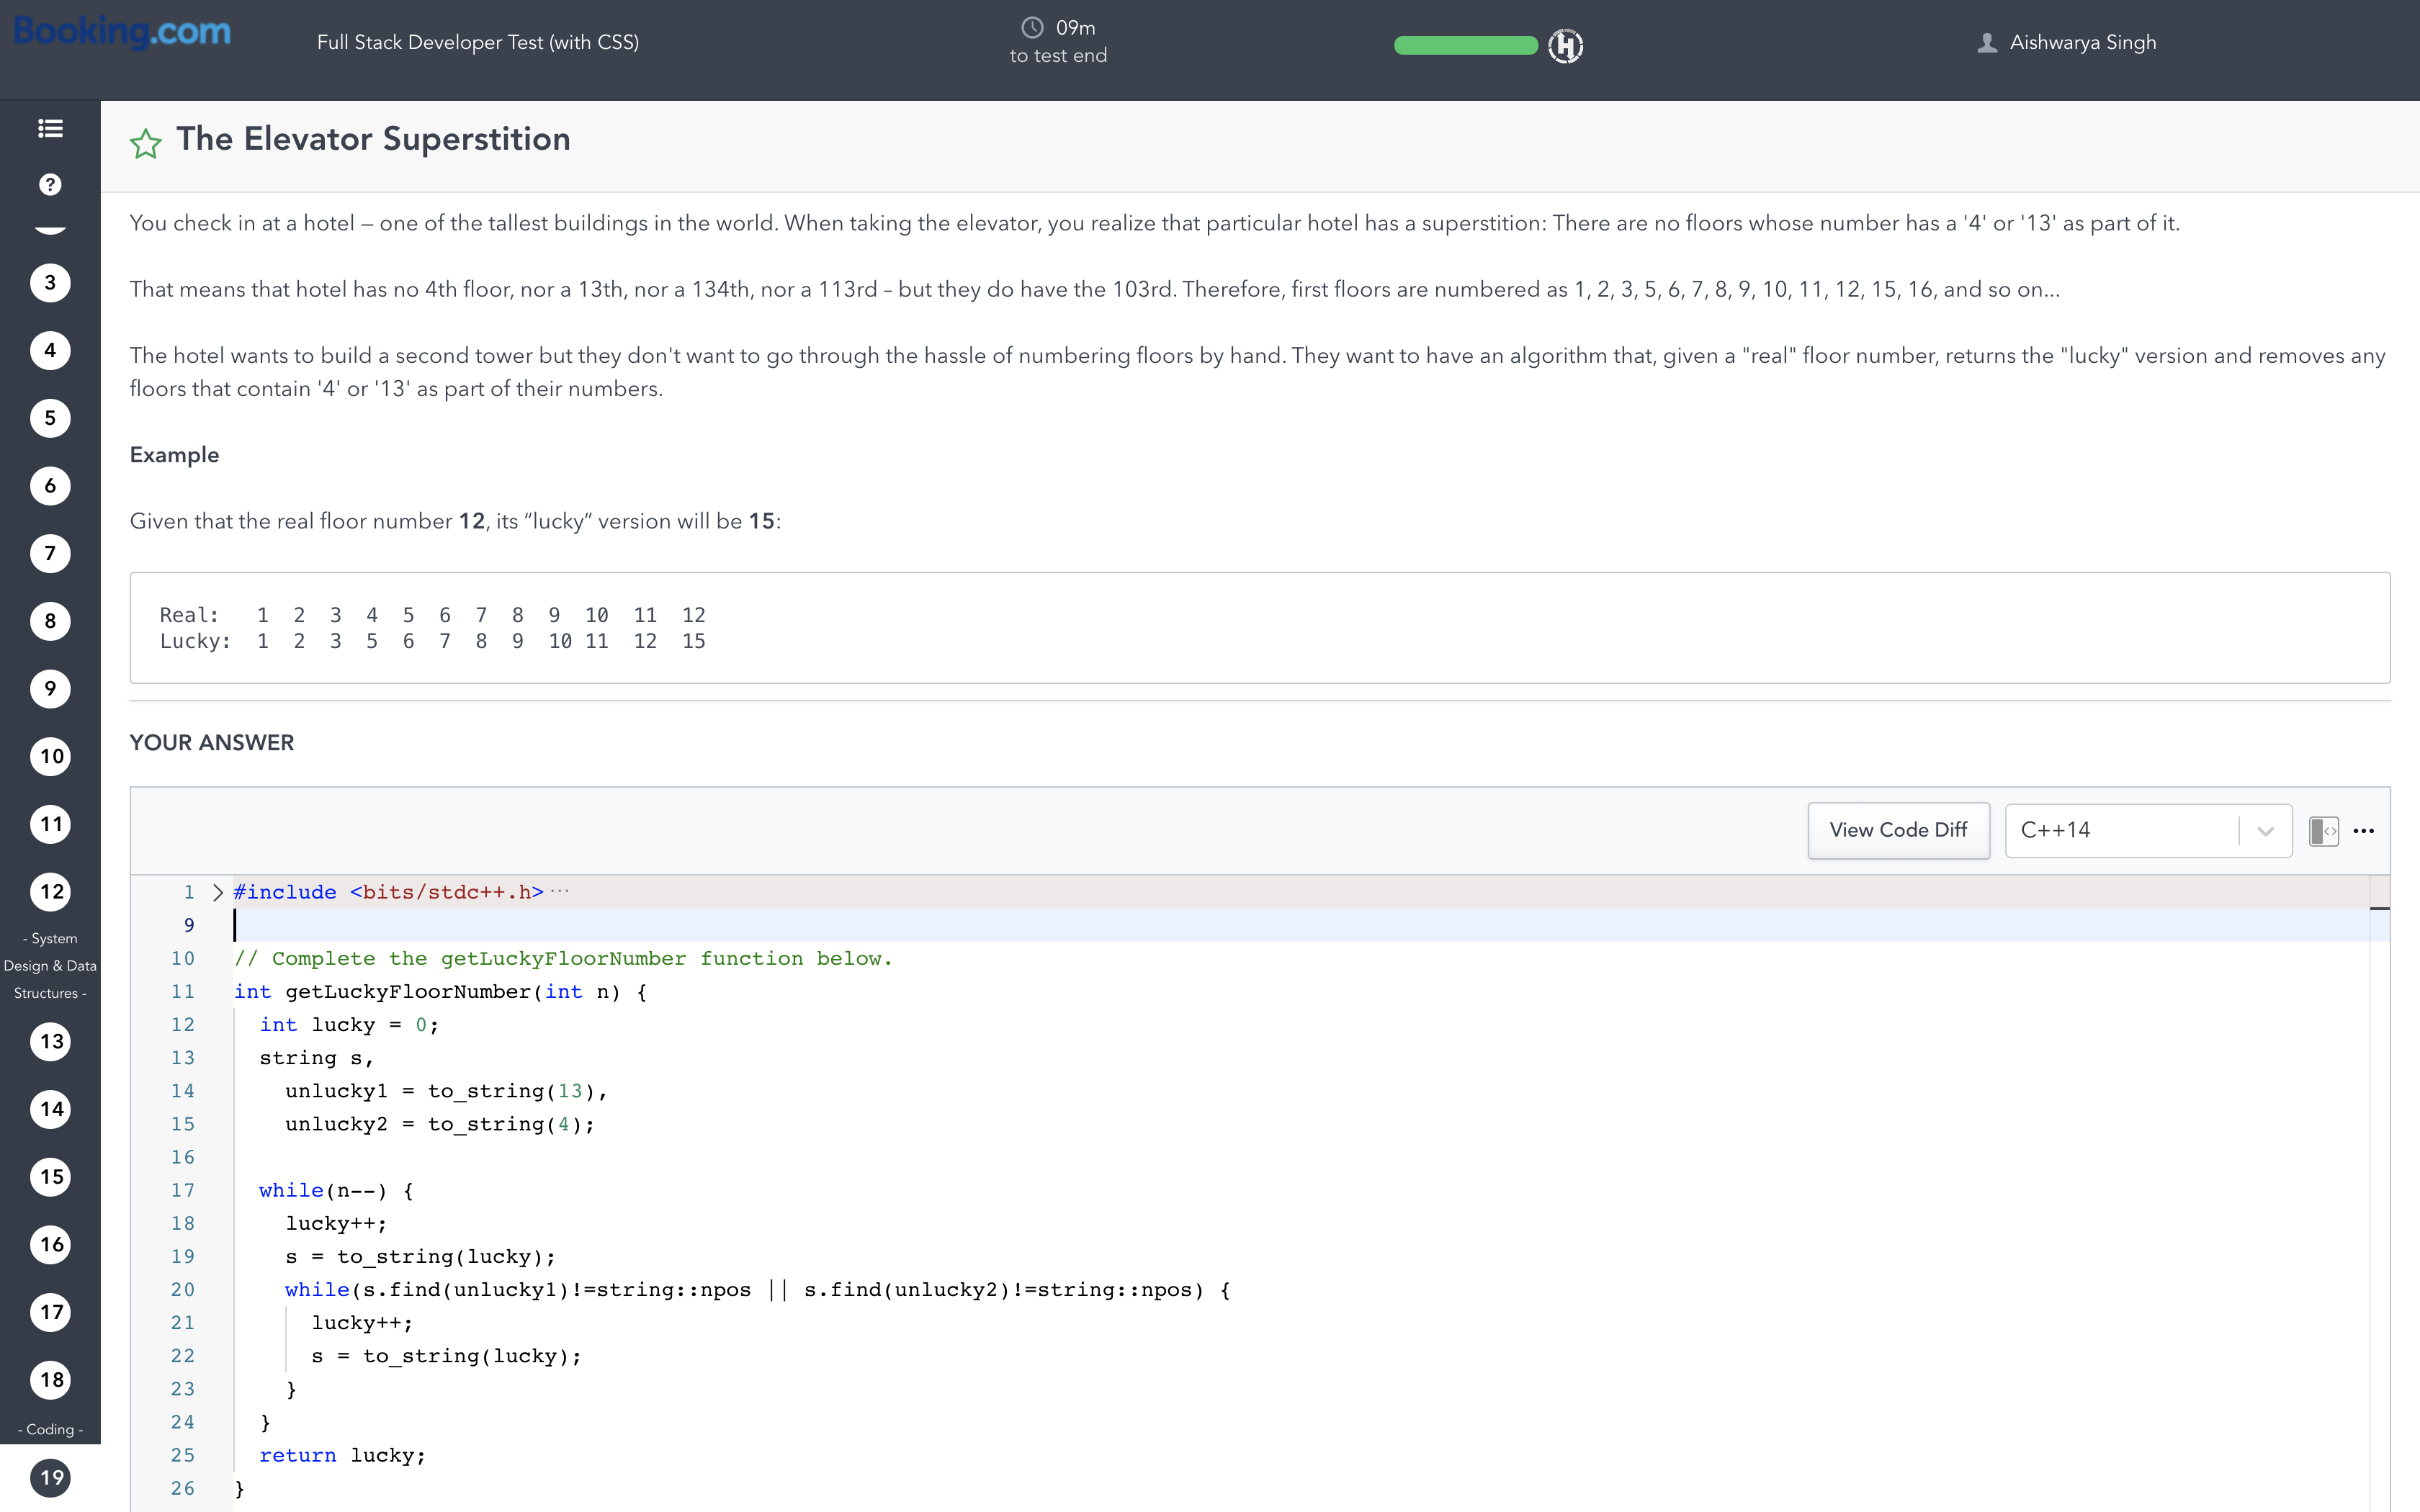 Booking.com
Full Stack Developer Test (with CSS)
09m
to test end
Aishwarya Singh
?
3
4
5
6
7
8
9
10
11
12
- System
Design & Data
Structures -
13
14
15
16
17
18
- Coding -
19
The Elevator Superstition
You check in at a hotel — one of the tallest buildings in the world. When taking the elevator, you realize that particular hotel has a superstition: There are no floors whose number has a '4' or '13' as part of it.
That means that hotel has no 4th floor, nor a 13th, nor a 134th, nor a 113rd – but they do have the 103rd. Therefore, first floors are numbered as 1, 2, 3, 5, 6, 7, 8, 9, 10, 11, 12, 15, 16, and so on...
The hotel wants to build a second tower but they don't want to go through the hassle of numbering floors by hand. They want to have an algorithm that, given a "real" floor number, returns the "lucky" version and removes any
floors that contain '4' or '13' as part of their numbers.
Example
Given that the real floor number 12, its “lucky” version will be 15:
Real: 1 2 3 4 5 6 7 8 9 10 11 12
Lucky: 1 2 3 5 6 7 8 9 10 11 12 15
YOUR ANSWER
View Code Diff
C++14
1 #include <bits/stdc++.h> ···
9
10 // Complete the getLuckyFloorNumber function below.
11 int getLuckyFloorNumber(int n) {
12 int lucky = 0;
13 string s,
14 unlucky1 = to_string(13),
15 unlucky2 = to_string(4);
16
17 while(n--) {
18 lucky++;
19 s = to_string(lucky);
20 while(s.find(unlucky1)!=string::npos || s.find(unlucky2)!=string::npos) {
21 lucky++;
22 s = to_string(lucky);
23 }
24 }
25 return lucky;
26 }